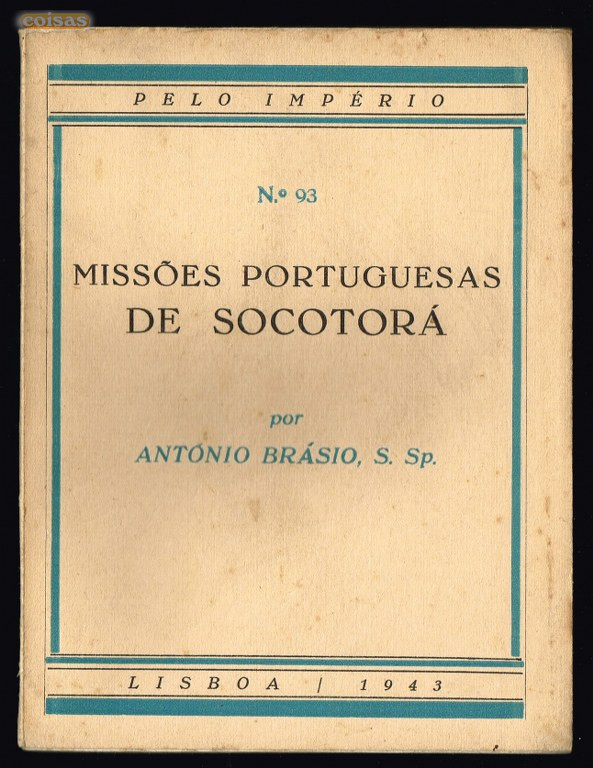 coisas
PELO IMPÉRIO
N.º 93
MISSÕES PORTUGUESAS
DE SOCOTORÁ
por
ANTÓNIO BRÁSIO, S. Sp.
LISBOA / 1943